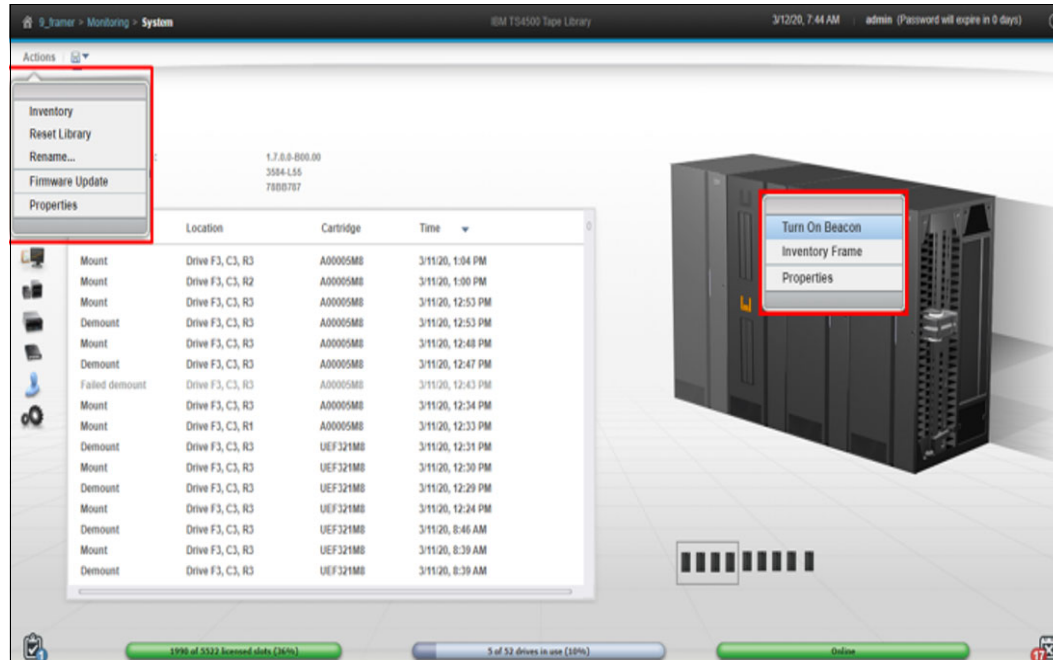 9_framer > Monitoring > System
IBM TS4500 Tape Library
3/12/20, 7:44 AM
admin (Password will expire in 0 days)
Actions
Inventory
Reset Library
Rename...
Firmware Update
Properties
:
1.7.0.0-B00.00
3584-L55
78BB787
Turn On Beacon
Inventory Frame
Properties
Location Cartridge Time
Mount Drive F3, C3, R3 A00005M8 3/11/20, 1:04 PM
Mount Drive F3, C3, R2 A00005M8 3/11/20, 1:00 PM
Mount Drive F3, C3, R3 A00005M8 3/11/20, 12:53 PM
Demount Drive F3, C3, R3 A00005M8 3/11/20, 12:53 PM
Mount Drive F3, C3, R3 A00005M8 3/11/20, 12:48 PM
Demount Drive F3, C3, R3 A00005M8 3/11/20, 12:47 PM
Failed demount Drive F3, C3, R3 A00005M8 3/11/20, 12:43 PM
Mount Drive F3, C3, R3 A00005M8 3/11/20, 12:34 PM
Mount Drive F3, C3, R1 A00005M8 3/11/20, 12:33 PM
Demount Drive F3, C3, R3 UEF321M8 3/11/20, 12:31 PM
Mount Drive F3, C3, R3 UEF321M8 3/11/20, 12:30 PM
Demount Drive F3, C3, R3 UEF321M8 3/11/20, 12:29 PM
Mount Drive F3, C3, R3 UEF321M8 3/11/20, 12:24 PM
Demount Drive F3, C3, R3 UEF321M8 3/11/20, 8:46 AM
Mount Drive F3, C3, R3 UEF321M8 3/11/20, 8:39 AM
Demount Drive F3, C3, R3 UEF321M8 3/11/20, 8:39 AM
1990 of 5522 licensed slots (36%)
5 of 52 drives in use (10%)
Online
17